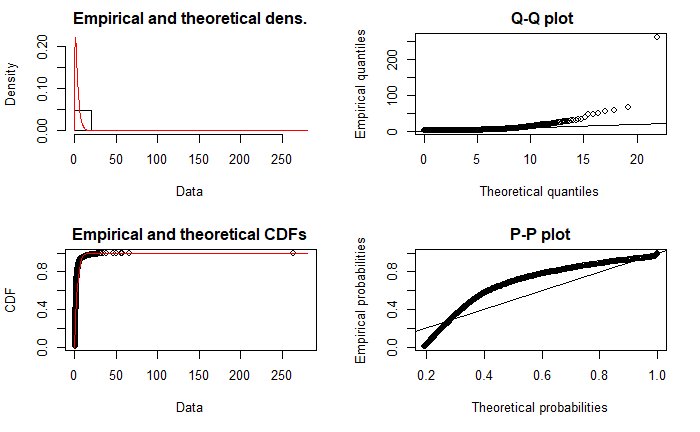 Empirical and theoretical dens.
Density
0.00 0.10 0.20
0 50 100 150 200 250
Data
Q-Q plot
Empirical quantiles
0 100 200
0 5 10 15 20
Theoretical quantiles
Empirical and theoretical CDFs
CDF
0.0 0.4 0.8
0 50 100 150 200 250
Data
P-P plot
Empirical probabilities
0.0 0.4 0.8
0.2 0.4 0.6 0.8 1.0
Theoretical probabilities